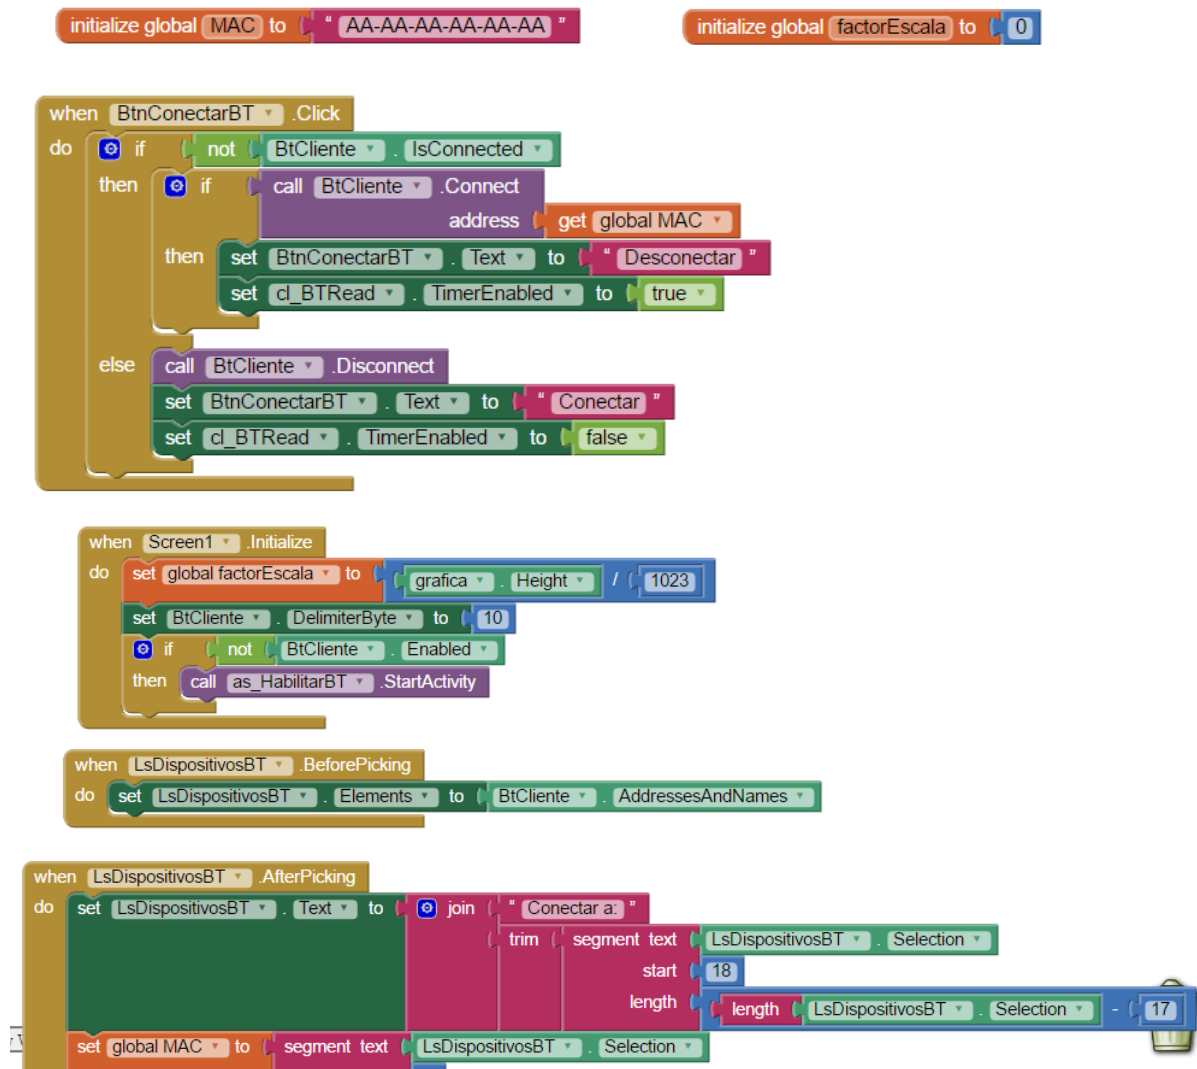 initialize global MAC to " AA-AA-AA-AA-AA-AA "
initialize global factorEscala to 0
when BtnConectarBT .Click
do if not BtCliente . IsConnected
then if call BtCliente .Connect
address get global MAC
then set BtnConectarBT . Text to " Desconectar "
set cl_BTRead . TimerEnabled to true
else call BtCliente .Disconnect
set BtnConectarBT . Text to " Conectar "
set cl_BTRead . TimerEnabled to false
when Screen1 .Initialize
do set global factorEscala to grafica . Height / 1023
set BtCliente . DelimiterByte to 10
if not BtCliente . Enabled
then call as_HabilitarBT .StartActivity
when LsDispositivosBT .BeforePicking
do set LsDispositivosBT . Elements to BtCliente . AddressesAndNames
when LsDispositivosBT .AfterPicking
do set LsDispositivosBT . Text to join " Conectar a: "
trim segment text LsDispositivosBT . Selection
start 18
length length LsDispositivosBT . Selection - 17
set global MAC to segment text LsDispositivosBT . Selection